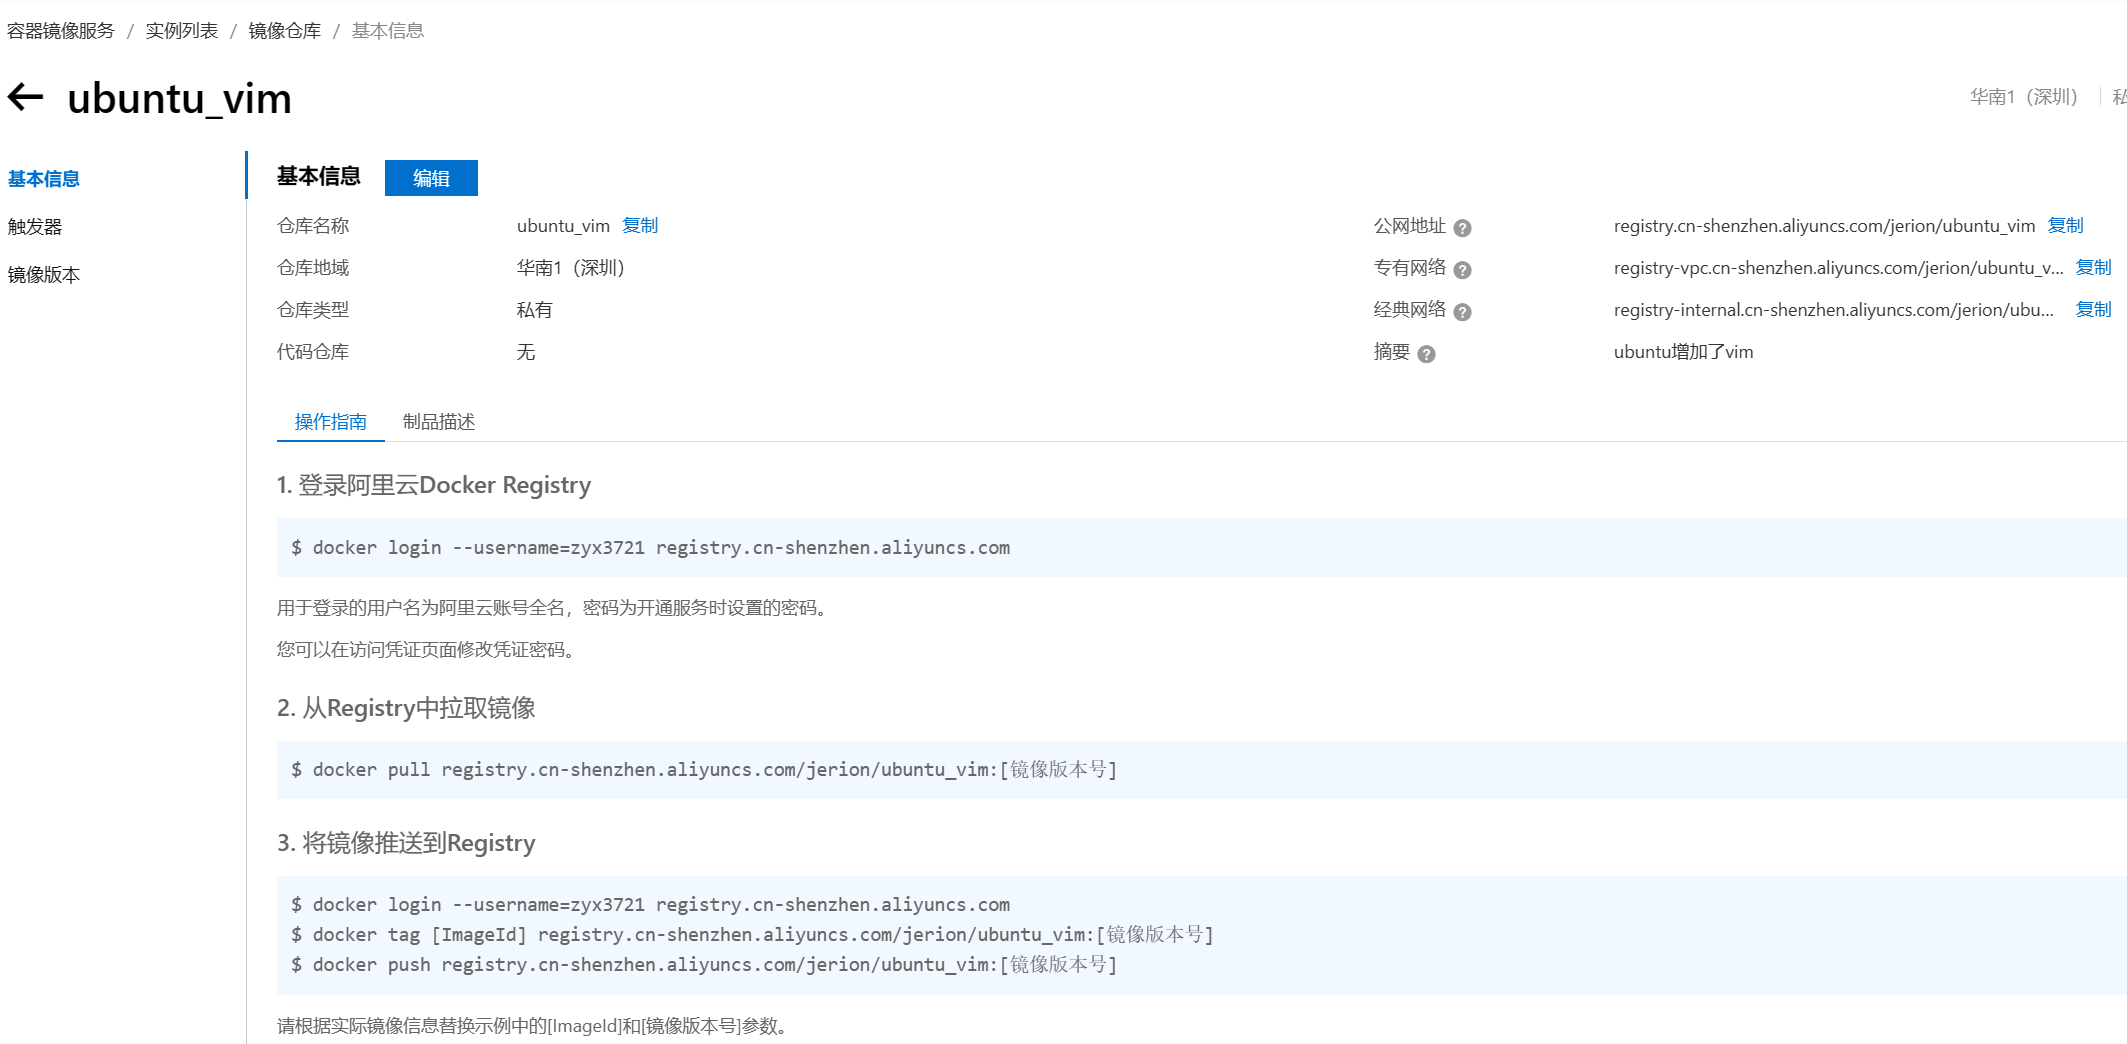 容器镜像服务 / 实例列表 / 镜像仓库 / 基本信息
ubuntu_vim
华南1（深圳）
基本信息
触发器
镜像版本
基本信息 编辑
仓库名称 ubuntu_vim 复制 公网地址 registry.cn-shenzhen.aliyuncs.com/jerion/ubuntu_vim 复制
仓库地域 华南1（深圳） 专有网络 registry-vpc.cn-shenzhen.aliyuncs.com/jerion/ubuntu_v... 复制
仓库类型 私有 经典网络 registry-internal.cn-shenzhen.aliyuncs.com/jerion/ubu... 复制
代码仓库 无 摘要 ubuntu增加了vim
操作指南 制品描述
1. 登录阿里云Docker Registry
$ docker login --username=zyx3721 registry.cn-shenzhen.aliyuncs.com
用于登录的用户名为阿里云账号全名，密码为开通服务时设置的密码。
您可以在访问凭证页面修改凭证密码。
2. 从Registry中拉取镜像
$ docker pull registry.cn-shenzhen.aliyuncs.com/jerion/ubuntu_vim:[镜像版本号]
3. 将镜像推送到Registry
$ docker login --username=zyx3721 registry.cn-shenzhen.aliyuncs.com
$ docker tag [ImageId] registry.cn-shenzhen.aliyuncs.com/jerion/ubuntu_vim:[镜像版本号]
$ docker push registry.cn-shenzhen.aliyuncs.com/jerion/ubuntu_vim:[镜像版本号]
请根据实际镜像信息替换示例中的[ImageId]和[镜像版本号]参数。